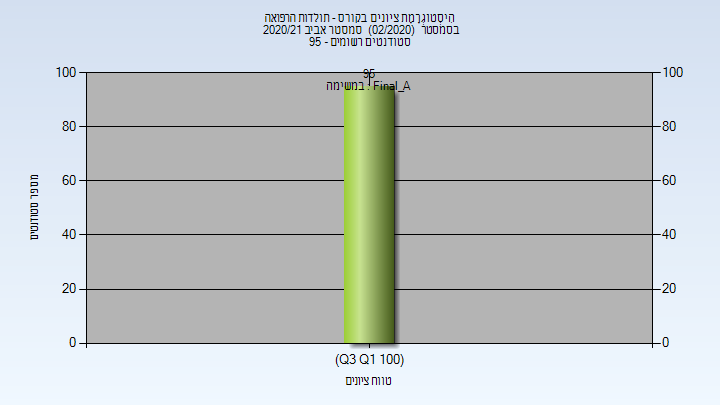 היסטוגרמת ציונים בקורס - תולדות הרפואה
בסמסטר (02/2020) סמסטר אביב 2020/21
סטודנטים רשומים - 95
95
במשימה : Final_A
100 100
80 80
60 60
40 40
20 20
0 0
מספר סטודנטים
(Q3 Q1 100)
טווח ציונים